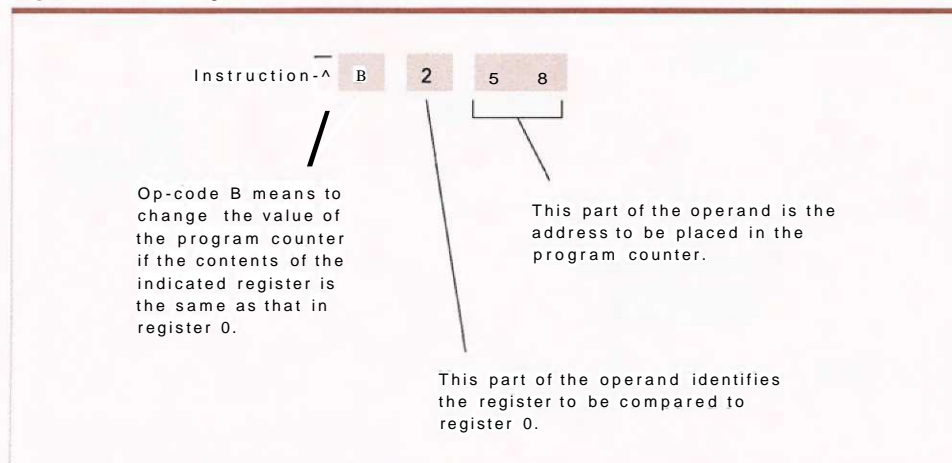 Instruction-^ B 2 5 8
Op-code B means to
change the value of
the program counter
if the contents of the
indicated register is
the same as that in
register 0.
This part of the operand is the
address to be placed in the
program counter.
This part of the operand identifies
the register to be compared to
register 0.